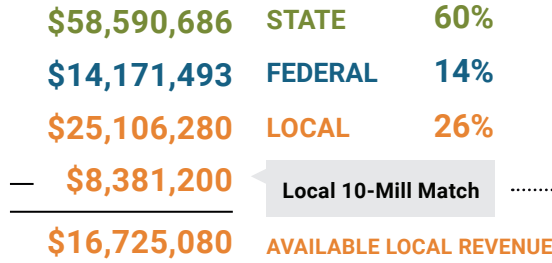 $58,590,686 STATE 60%
$14,171,493 FEDERAL 14%
$25,106,280 LOCAL 26%
— $8,381,200 Local 10-Mill Match
$16,725,080 AVAILABLE LOCAL REVENUE